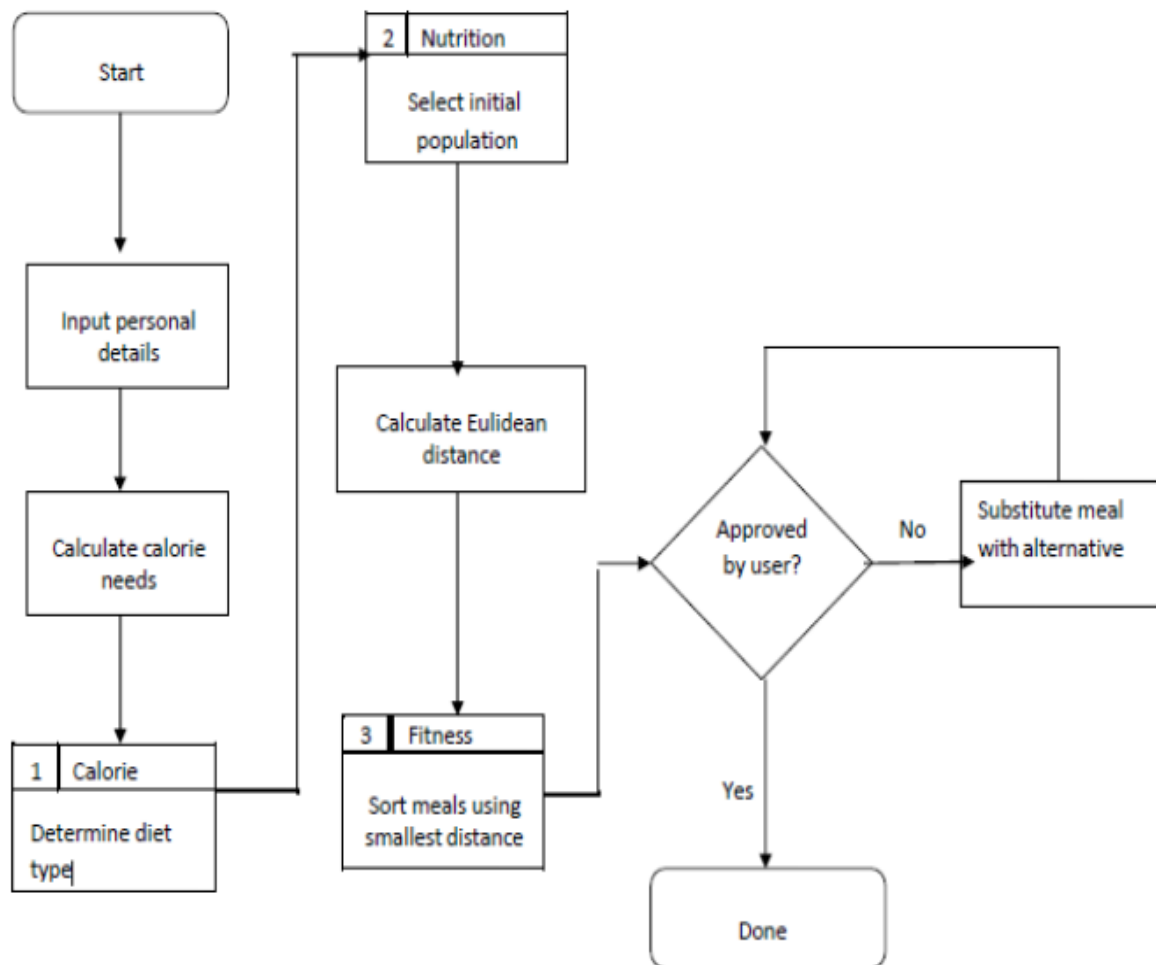 Start
Input personal
details
Calculate calorie
needs
1 Calorie
Determine diet
type
2 Nutrition
Select initial
population
Calculate Eulidean
distance
3 Fitness
Sort meals using
smallest distance
Approved
by user?
No
Substitute meal
with alternative
Yes
Done